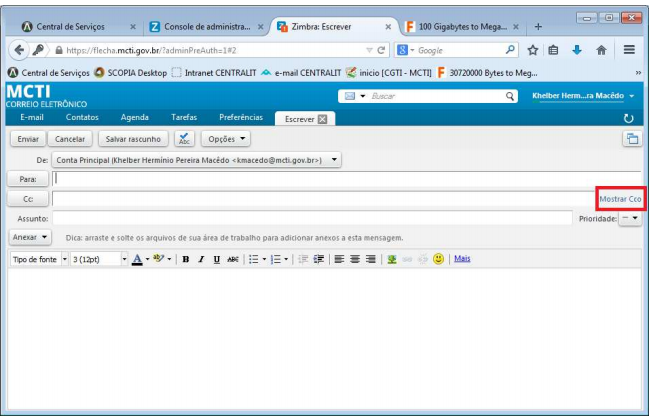 Central de Serviços × Console de administra... × Zimbra: Escrever × 100 Gigabytes to Mega... × +
https://flecha.mcti.gov.br/?adminPreAuth=1#2 Google
Central de Serviços SCOPIA Desktop Intranet CENTRALIT e-mail CENTRALIT inicio [CGTI - MCTI] 30720000 Bytes to Meg... »
MCTI
CORREIO ELETRÔNICO
Buscar Khelber Herm...ra Macêdo
E-mail Contatos Agenda Tarefas Preferências Escrever
Enviar Cancelar Salvar rascunho ABC Opções
De: Conta Principal (Khelber Hermínio Pereira Macêdo <kmacedo@mcti.gov.br>)
Para:
Cc: Mostrar Cco
Assunto: Prioridade: —
Anexar Dica: arraste e solte os arquivos de sua área de trabalho para adicionar anexos a esta mensagem.
Tipo de fonte 3 (12pt) A ab B I U ABC Mais